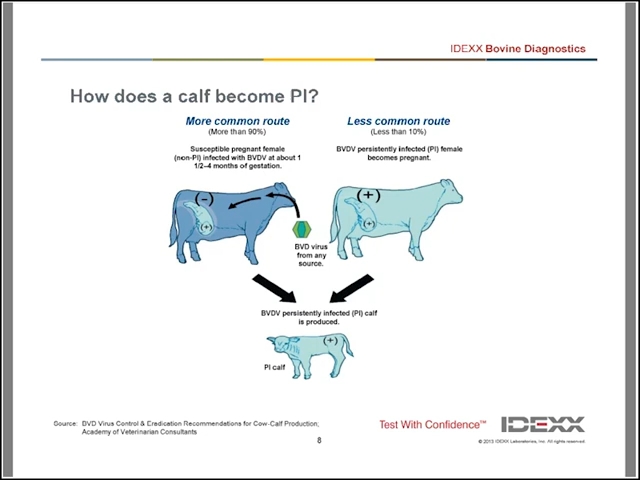 IDEXX Bovine Diagnostics
How does a calf become PI?
More common route
(More than 90%)
Susceptible pregnant female
(non-PI) infected with BVDV at about 1
1/2–4 months of gestation.
Less common route
(Less than 10%)
BVDV persistently infected (PI) female
becomes pregnant.
(-)
(+)
(+)
(+)
BVD virus
from any
source.
BVDV persistently infected (PI) calf
is produced.
(+)
PI calf
Source: BVD Virus Control & Eradication Recommendations for Cow-Calf Production;
Academy of Veterinarian Consultants
8
Test With Confidence™
IDEXX
© 2013 IDEXX Laboratories, Inc. All rights reserved.